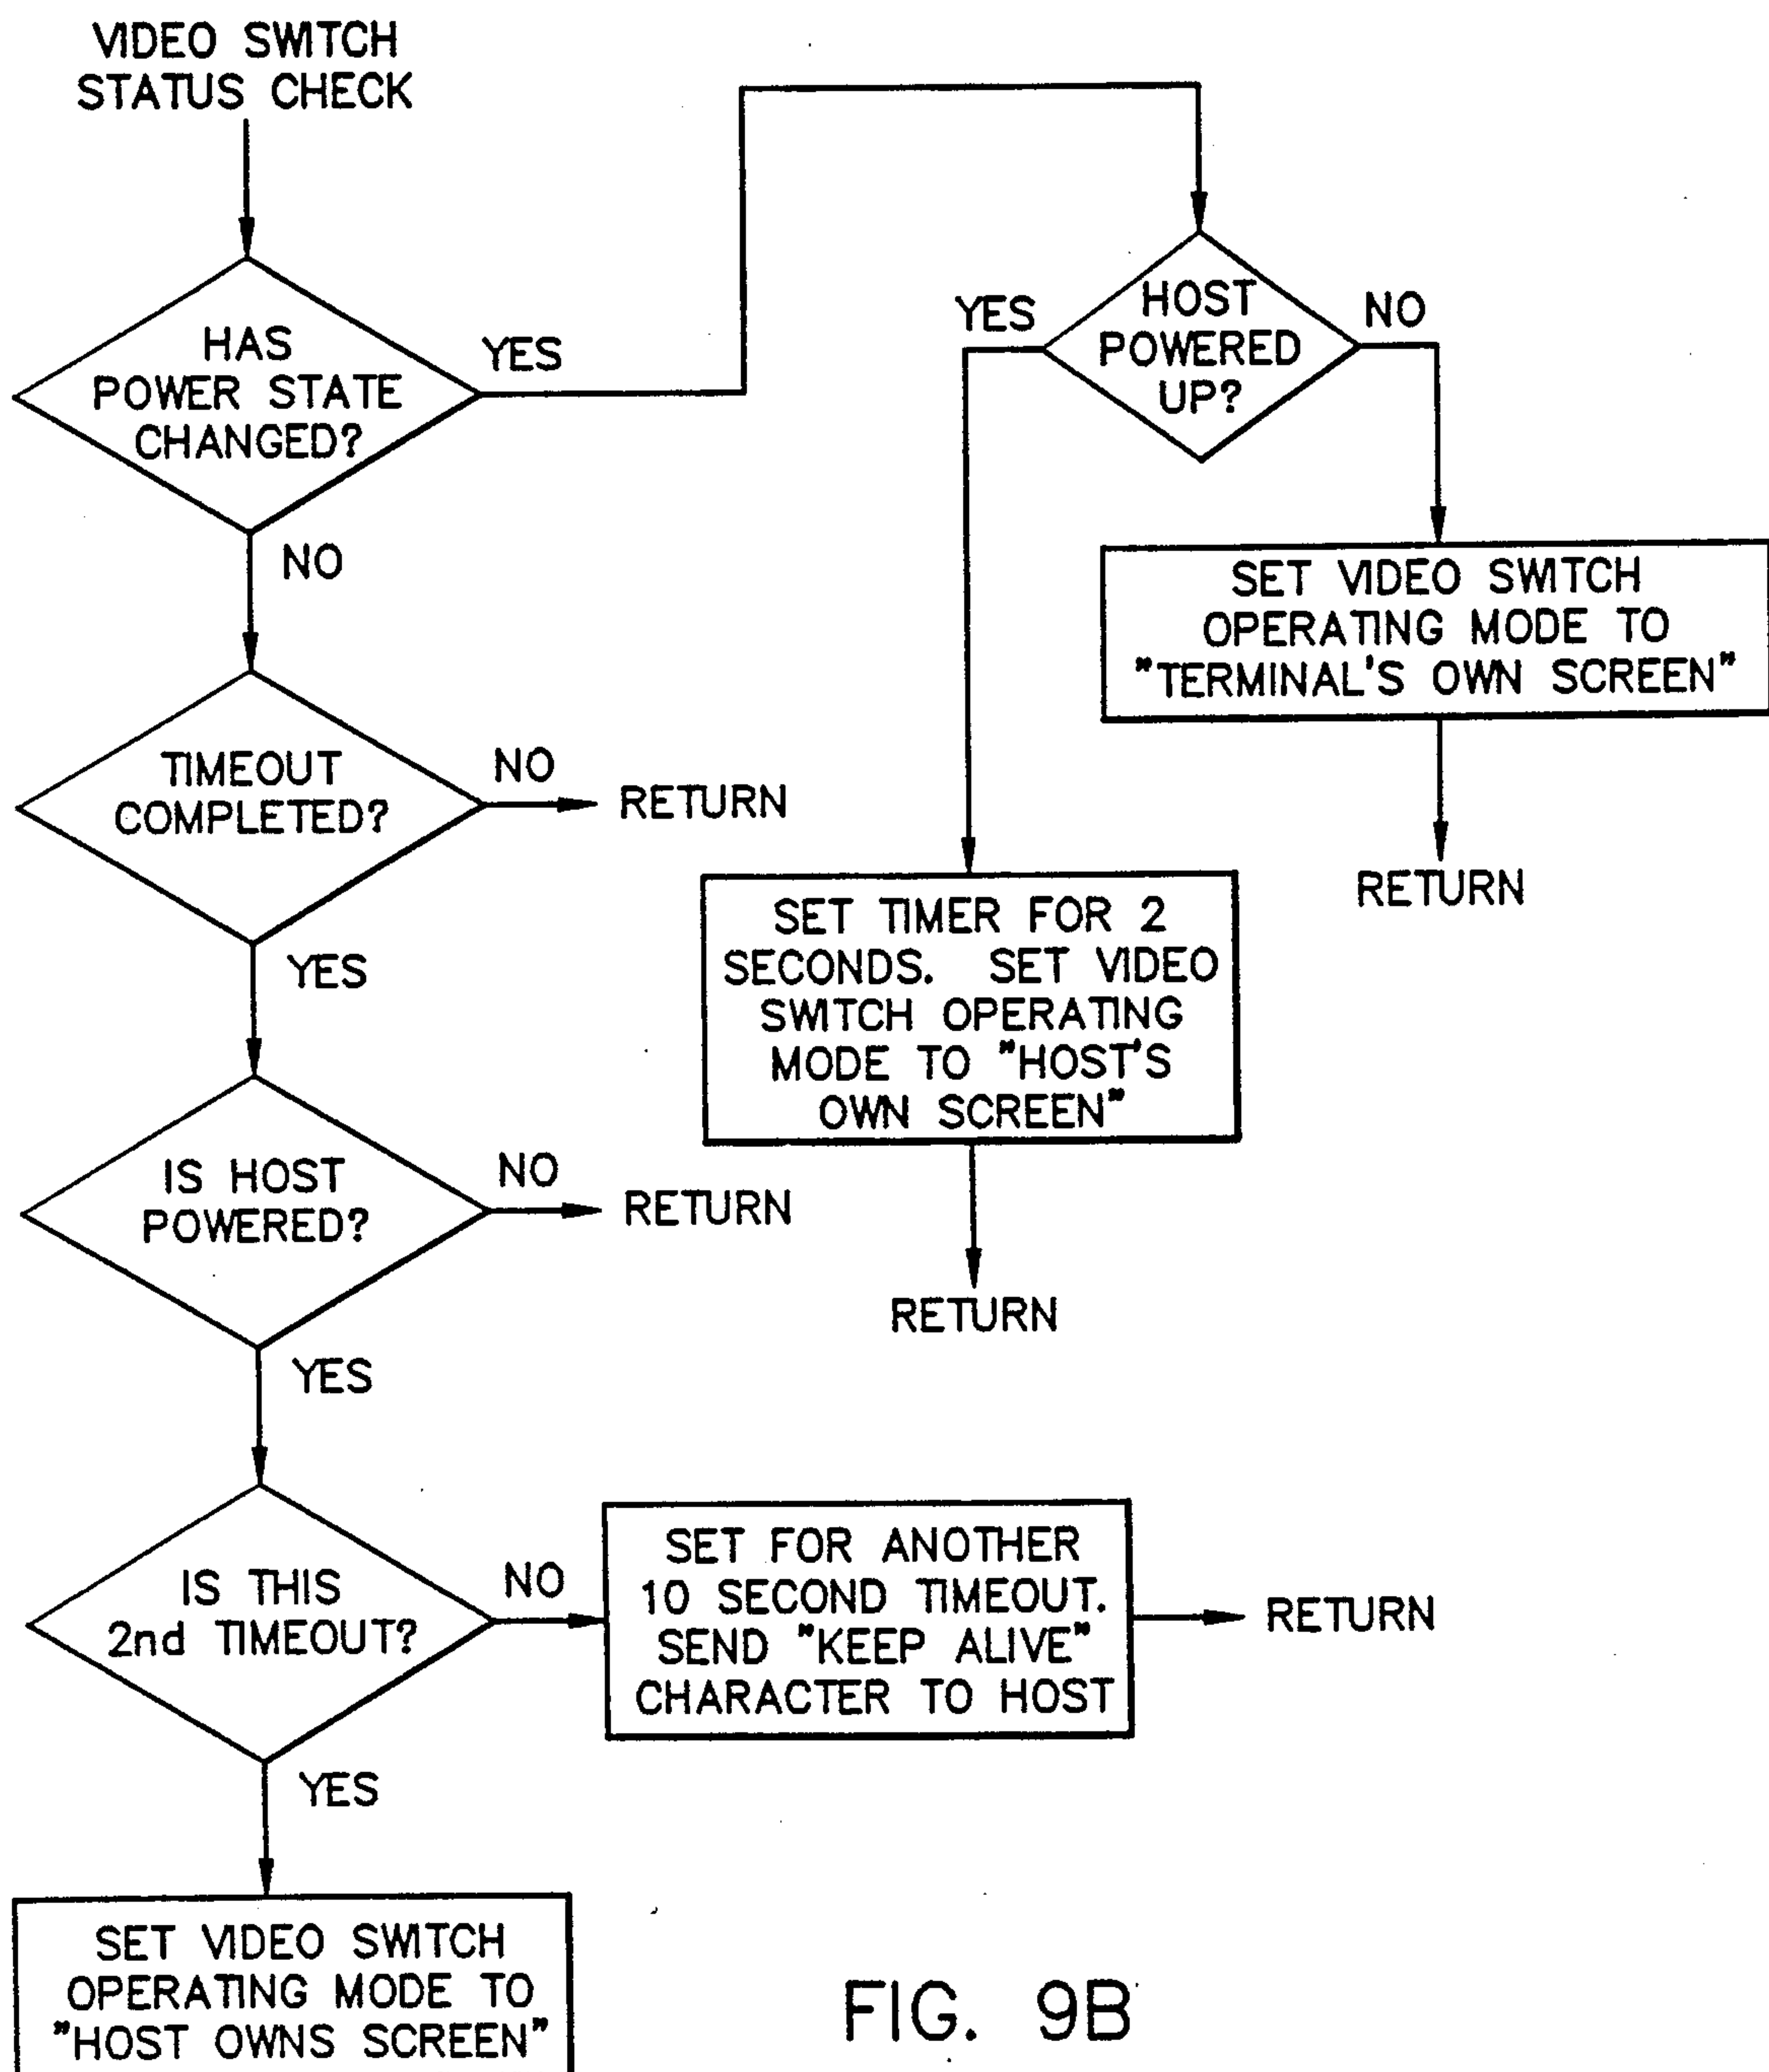 VIDEO SWITCH
STATUS CHECK
HAS
POWER STATE
CHANGED?
YES
NO
HOST
POWERED
UP?
YES
NO
SET VIDEO SWITCH
OPERATING MODE TO
"TERMINAL'S OWN SCREEN"
RETURN
SET TIMER FOR 2
SECONDS. SET VIDEO
SWITCH OPERATING
MODE TO "HOST'S
OWN SCREEN"
RETURN
TIMEOUT
COMPLETED?
NO
RETURN
YES
IS HOST
POWERED?
NO
RETURN
YES
IS THIS
2nd TIMEOUT?
NO
SET FOR ANOTHER
10 SECOND TIMEOUT.
SEND "KEEP ALIVE"
CHARACTER TO HOST
RETURN
YES
SET VIDEO SWITCH
OPERATING MODE TO
"HOST OWNS SCREEN"
FIG. 9B